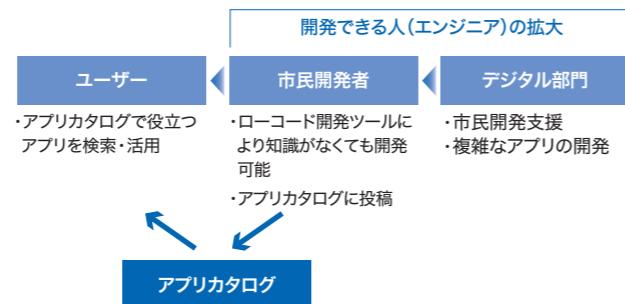 開発できる人（エンジニア）の拡大
ユーザー
市民開発者
デジタル部門
・アプリカタログで役立つ
アプリを検索・活用
・ローコード開発ツールに
より知識がなくても開発
可能
・アプリカタログに投稿
・市民開発支援
・複雑なアプリの開発
アプリカタログ